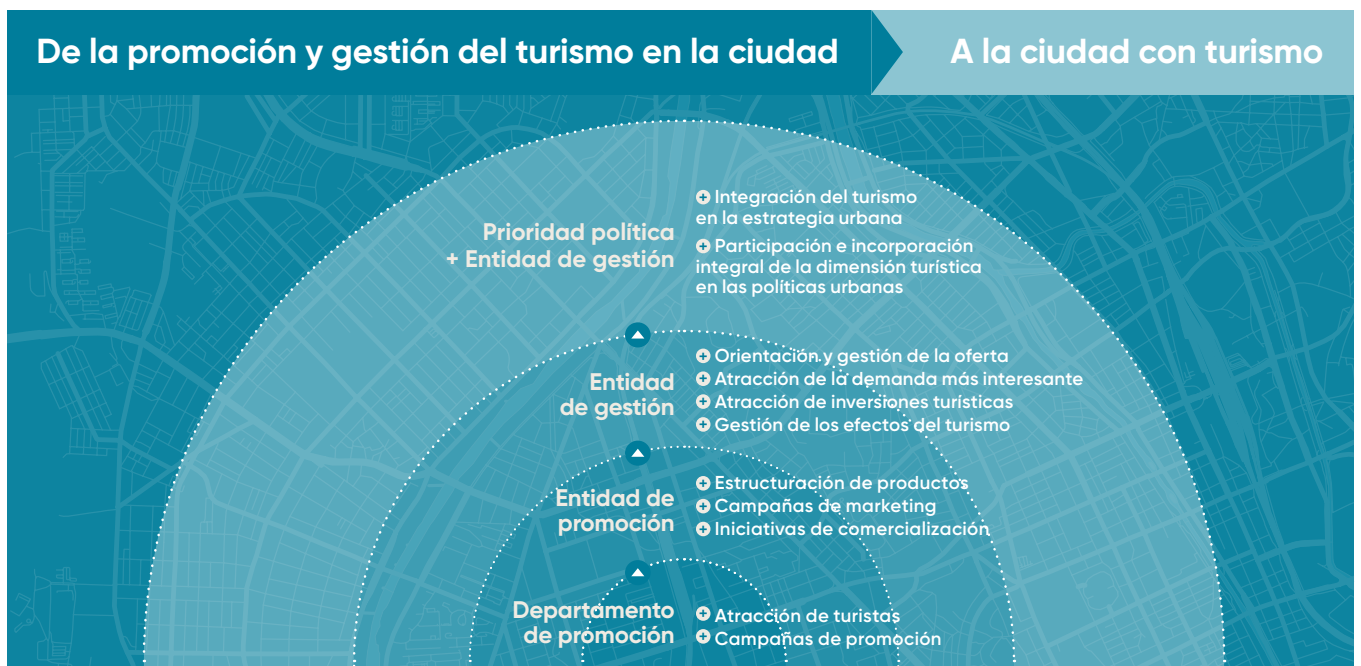 De la promoción y gestión del turismo en la ciudad
A la ciudad con turismo
Prioridad política
+ Entidad de gestión
Integración del turismo
en la estrategia urbana
Participación e incorporación
integral de la dimensión turística
en las políticas urbanas
Entidad
de gestión
Orientación y gestión de la oferta
Atracción de la demanda más interesante
Atracción de inversiones turísticas
Gestión de los efectos del turismo
Entidad de
promoción
Estructuración de productos
Campañas de marketing
Iniciativas de comercialización
Departamento
de promoción
Atracción de turistas
Campañas de promoción